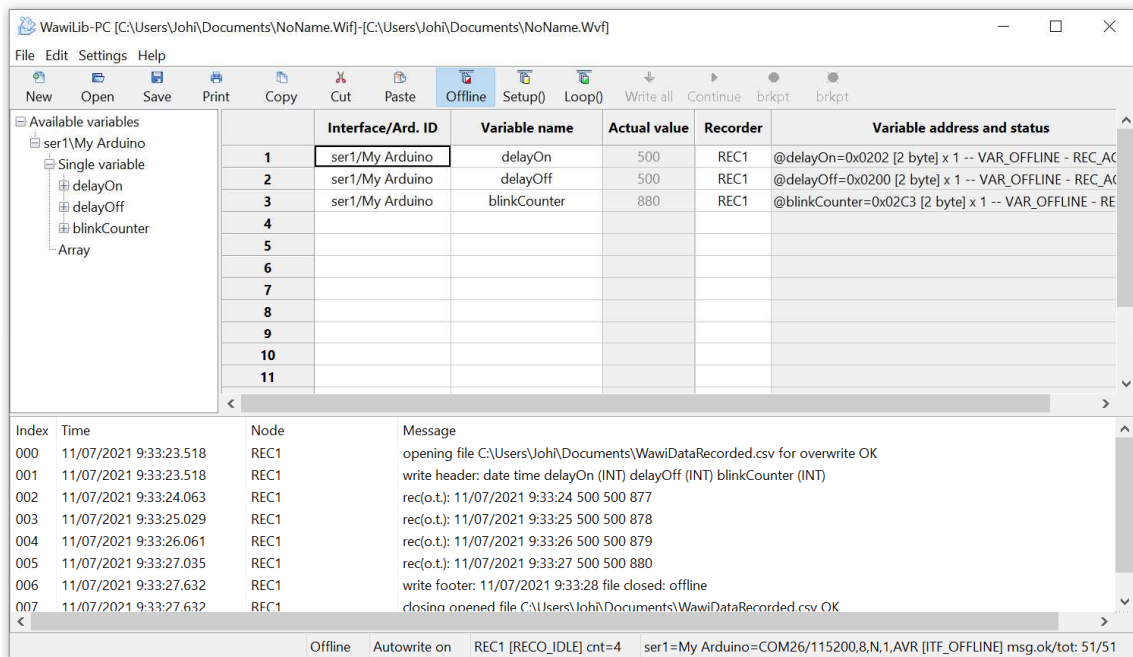 WawiLib-PC [C:\Users\Johi\Documents\NoName.Wif]-[C:\Users\Johi\Documents\NoName.Wvf]
File Edit Settings Help
New Open Save Print Copy Cut Paste Offline Setup() Loop() Write all Continue brkpt brkpt
Available variables
ser1\My Arduino
Single variable
delayOn
delayOff
blinkCounter
Array
Interface/Ard. ID Variable name Actual value Recorder Variable address and status
1 ser1/My Arduino delayOn 500 REC1 @delayOn=0x0202 [2 byte] x 1 -- VAR_OFFLINE - REC_AC
2 ser1/My Arduino delayOff 500 REC1 @delayOff=0x0200 [2 byte] x 1 -- VAR_OFFLINE - REC_AC
3 ser1/My Arduino blinkCounter 880 REC1 @blinkCounter=0x02C3 [2 byte] x 1 -- VAR_OFFLINE - RE
4
5
6
7
8
9
10
11
Index Time Node Message
000 11/07/2021 9:33:23.518 REC1 opening file C:\Users\Johi\Documents\WawiDataRecorded.csv for overwrite OK
001 11/07/2021 9:33:23.518 REC1 write header: date time delayOn (INT) delayOff (INT) blinkCounter (INT)
002 11/07/2021 9:33:24.063 REC1 rec(o.t.): 11/07/2021 9:33:24 500 500 877
003 11/07/2021 9:33:25.029 REC1 rec(o.t.): 11/07/2021 9:33:25 500 500 878
004 11/07/2021 9:33:26.061 REC1 rec(o.t.): 11/07/2021 9:33:26 500 500 879
005 11/07/2021 9:33:27.035 REC1 rec(o.t.): 11/07/2021 9:33:27 500 500 880
006 11/07/2021 9:33:27.632 REC1 write footer: 11/07/2021 9:33:28 file closed: offline
007 11/07/2021 9:33:27.632 REC1 closing opened file C:\Users\Johi\Documents\WawiDataRecorded.csv OK
Offline Autowrite on REC1 [RECO_IDLE] cnt=4 ser1=My Arduino=COM26/115200,8,N,1,AVR [ITF_OFFLINE] msg.ok/tot: 51/51